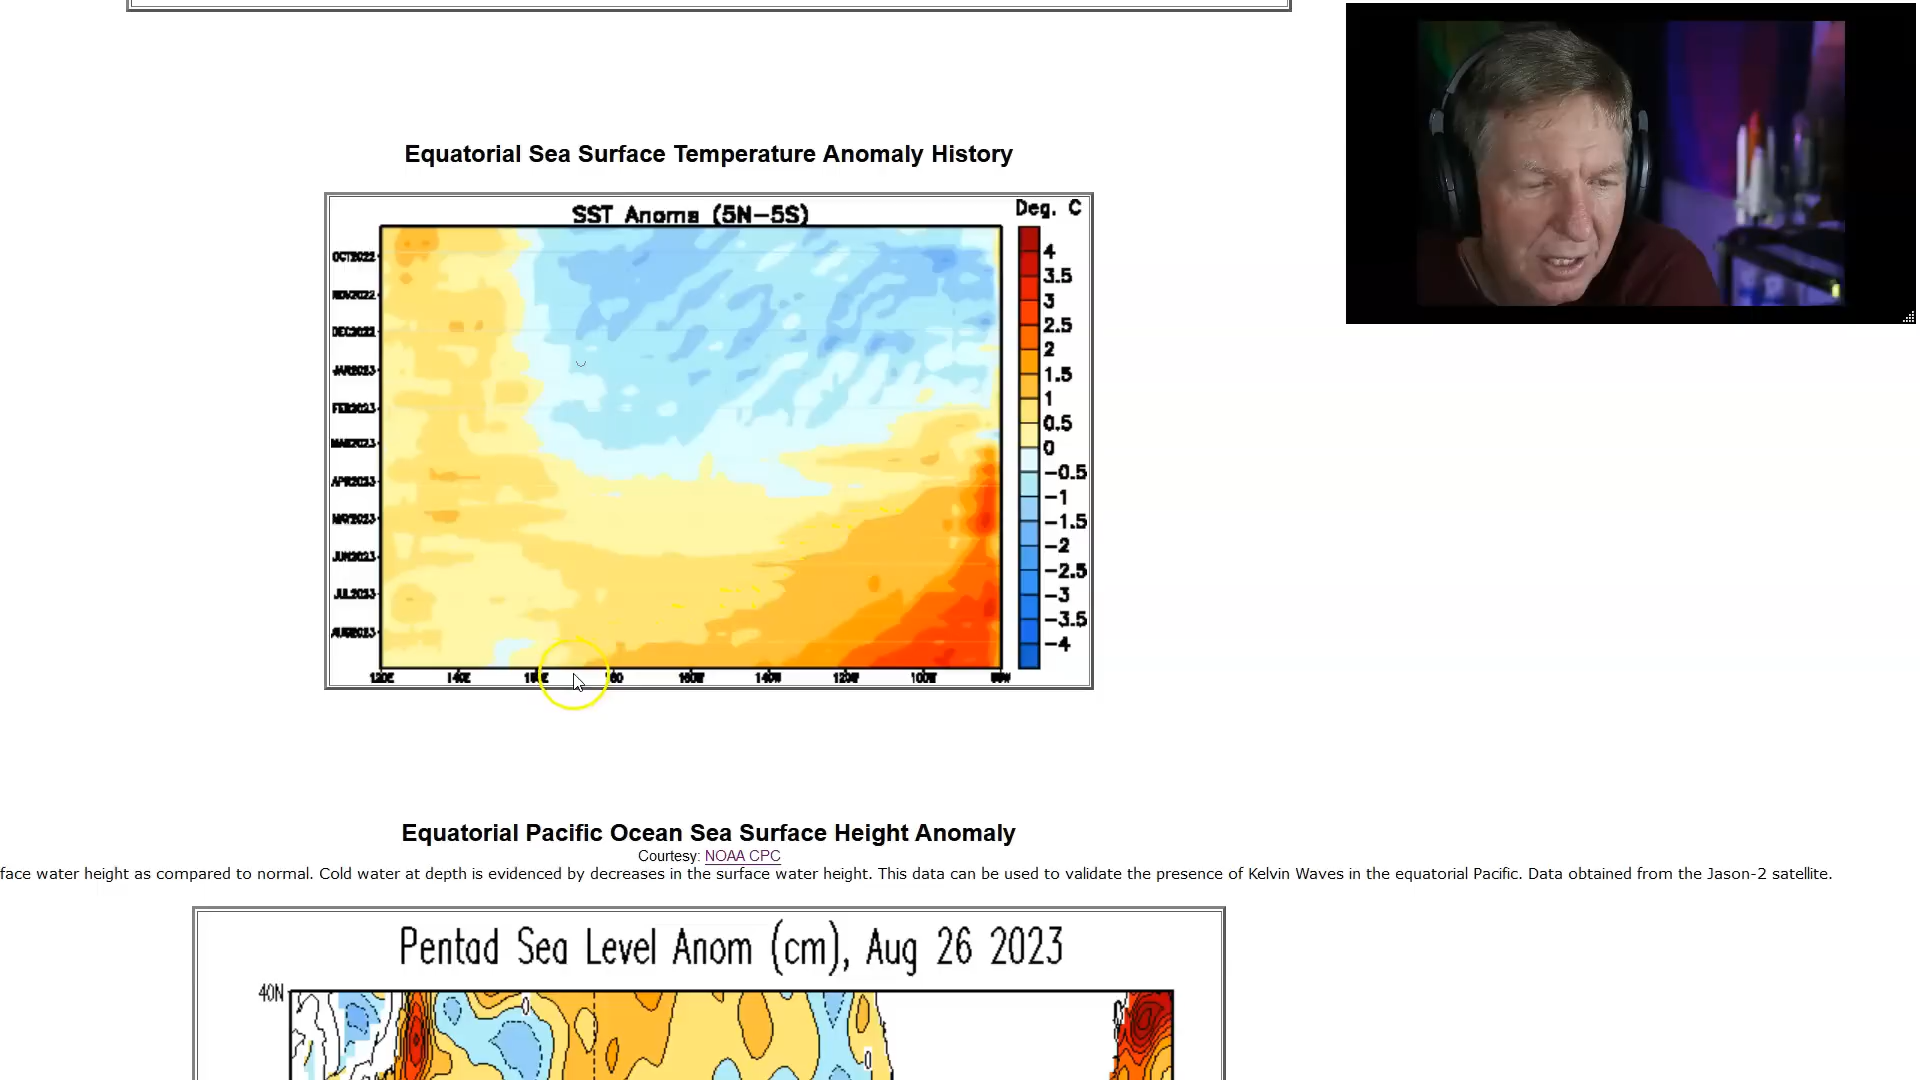 Equatorial Sea Surface Temperature Anomaly History
SST Anoms (5N-5S)
Deg. C
OCT2022
NOV2022
DEC2022
JAN2023
FEB2023
MAR2023
APR2023
MAY2023
JUN2023
JUL2023
AUG2023
4
3.5
3
2.5
2
1.5
1
0.5
0
-0.5
-1
-1.5
-2
-2.5
-3
-3.5
-4
120E 140E 160E 180 160W 140W 120W 100W 80W
Equatorial Pacific Ocean Sea Surface Height Anomaly
Courtesy: NOAA CPC
face water height as compared to normal. Cold water at depth is evidenced by decreases in the surface water height. This data can be used to validate the presence of Kelvin Waves in the equatorial Pacific. Data obtained from the Jason-2 satellite.
Pentad Sea Level Anom (cm), Aug 26 2023
40N
0
0
0